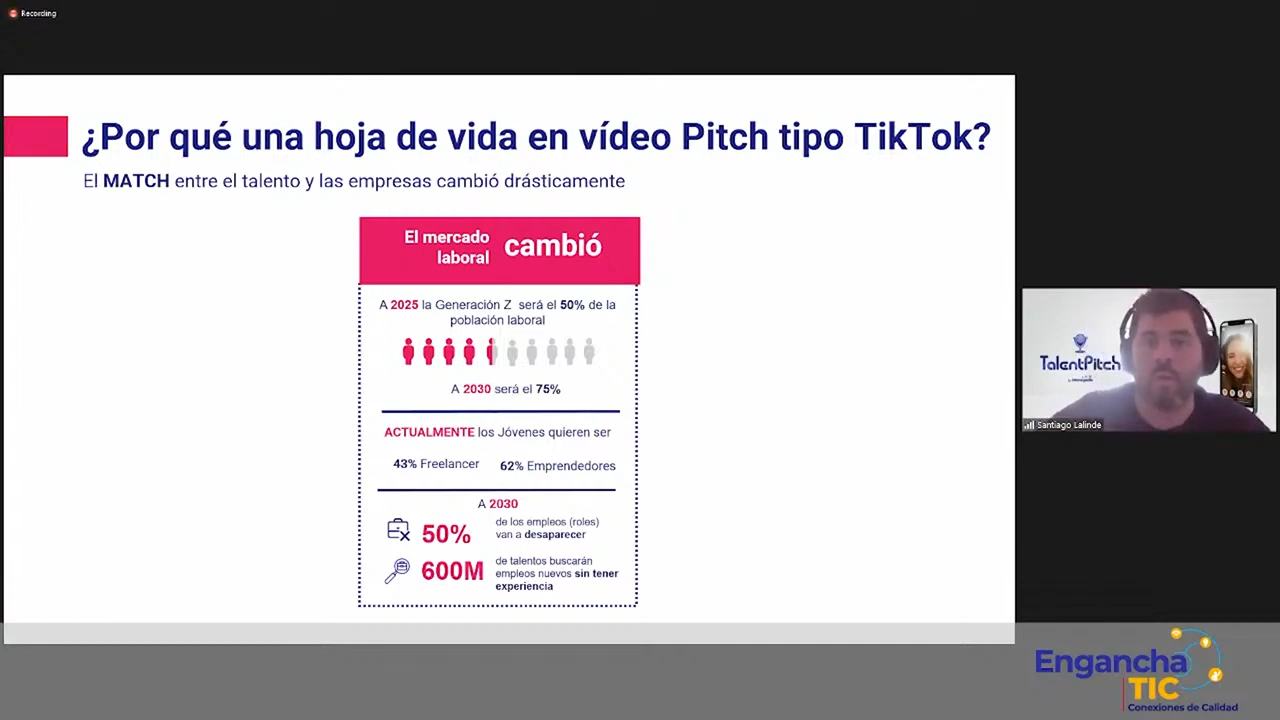 Recording
¿Por qué una hoja de vida en vídeo Pitch tipo TikTok?
El MATCH entre el talento y las empresas cambió drásticamente
El mercado
laboral
cambió
A 2025 la Generación Z será el 50% de la
población laboral
A 2030 será el 75%
ACTUALMENTE los Jóvenes quieren ser
43% Freelancer
62% Emprendedores
A 2030
50%
de los empleos (roles)
van a desaparecer
600M
de talentos buscarán
empleos nuevos sin tener
experiencia
TalentPitch
Santiago Lalinde
Engancha
TIC
Conexiones de Calidad